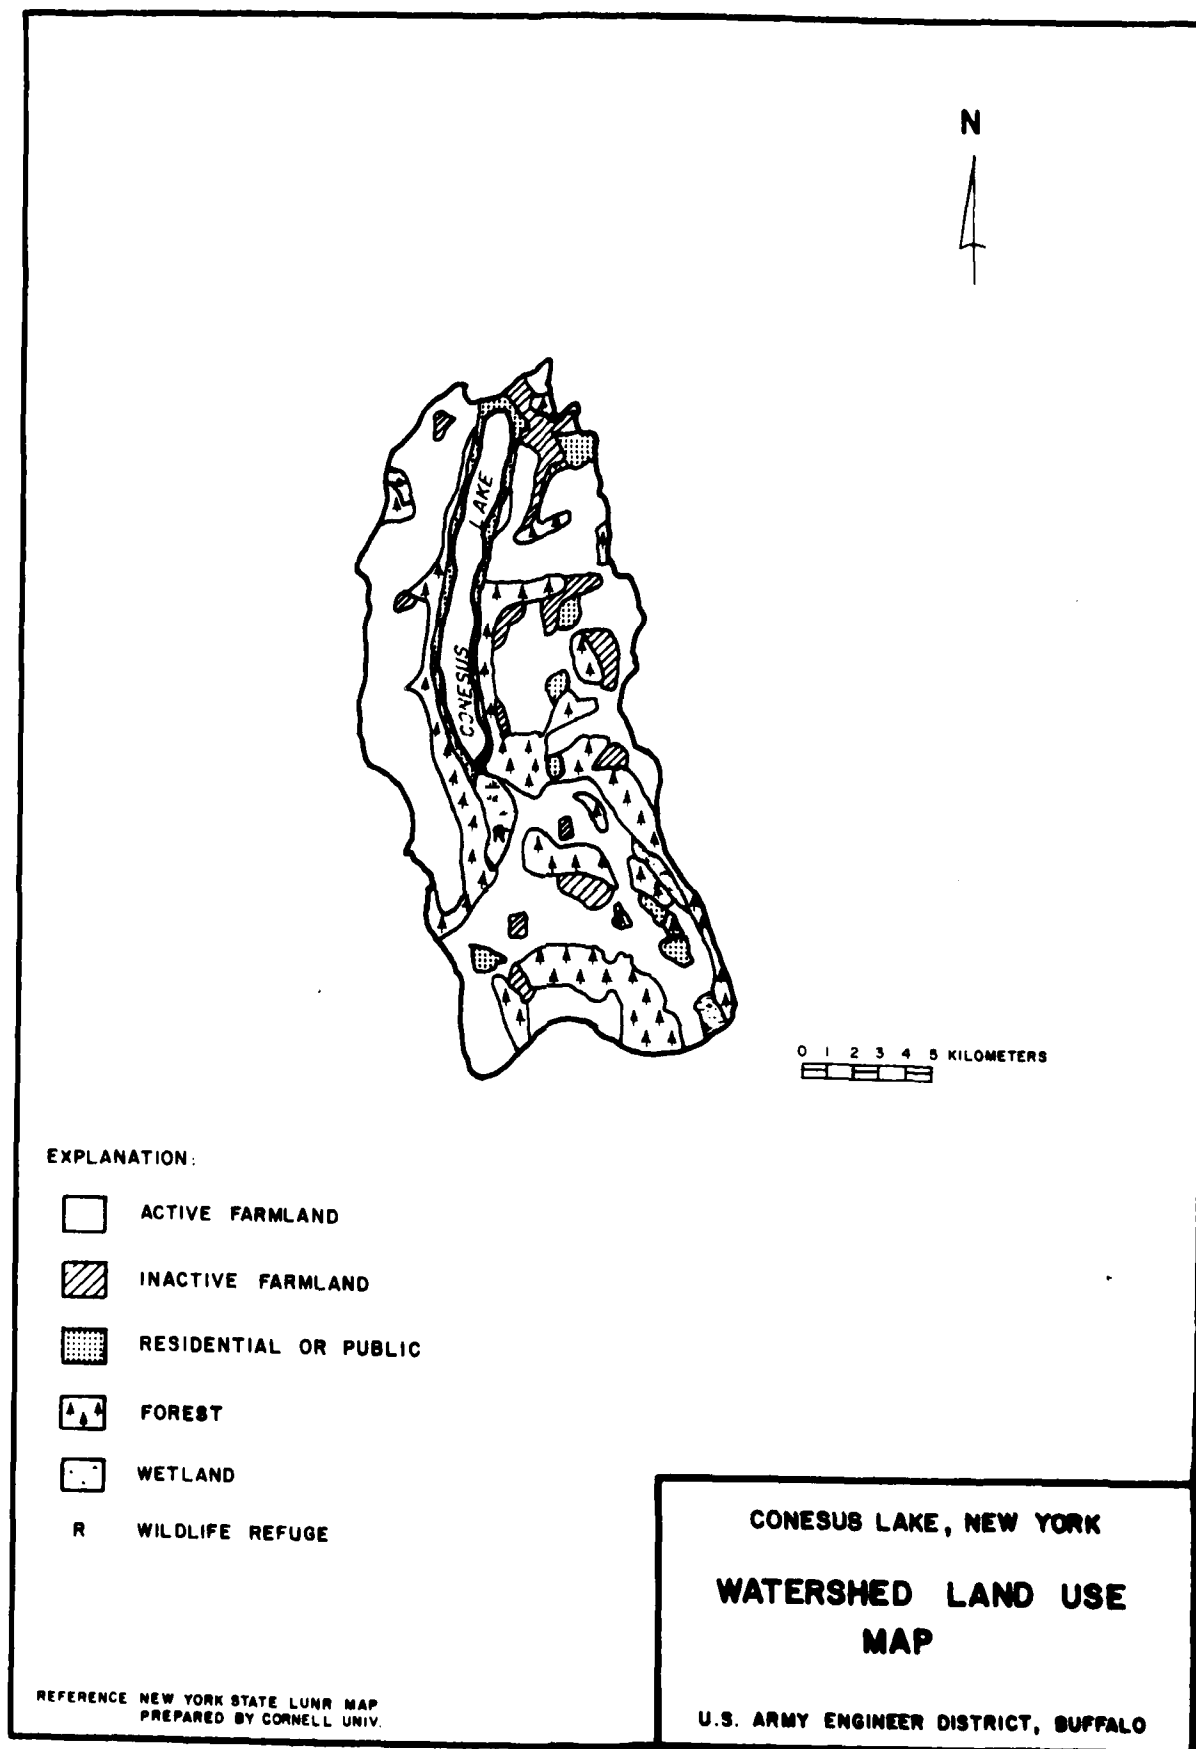 N
LAKE
CONESUS
R
0 1 2 3 4 5 KILOMETERS
EXPLANATION:
ACTIVE FARMLAND
INACTIVE FARMLAND
RESIDENTIAL OR PUBLIC
FOREST
WETLAND
R WILDLIFE REFUGE
CONESUS LAKE, NEW YORK
WATERSHED LAND USE
MAP
U.S. ARMY ENGINEER DISTRICT, BUFFALO
REFERENCE NEW YORK STATE LUNR MAP
PREPARED BY CORNELL UNIV.